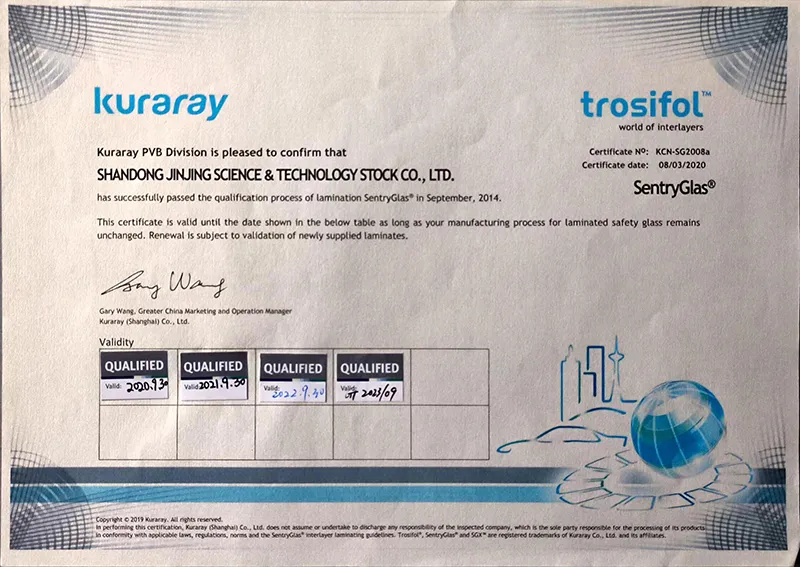 kuraray
trosifol™
world of interlayers
Kuraray PVB Division is pleased to confirm that
Certificate Nº: KCN-SG2008a
SHANDONG JINJING SCIENCE & TECHNOLOGY STOCK CO., LTD.
Certificate date: 08/03/2020
SentryGlas®
has successfully passed the qualification process of lamination SentryGlas® in September, 2014.
This certificate is valid until the date shown in the below table as long as your manufacturing process for laminated safety glass remains
unchanged. Renewal is subject to validation of newly supplied laminates.
Gary Wang
Gary Wang, Greater China Marketing and Operation Manager
Kuraray (Shanghai) Co., Ltd.
Validity
QUALIFIED QUALIFIED QUALIFIED QUALIFIED
Valid: 2020.9.30 Valid: 2021.9.30 Valid: 2022.9.30 Valid: 2023/09
Copyright © 2019 Kuraray. All rights reserved.
In performing this certification, Kuraray (Shanghai) Co., Ltd. does not assume or undertake to discharge any responsibility of the inspected company, which is the sole party responsible for the processing of its products
in conformity with applicable laws, regulations, norms and the SentryGlas® interlayer laminating guidelines. Trosifol®, SentryGlas® and SGX™ are registered trademarks of Kuraray Co., Ltd. and its affiliates.